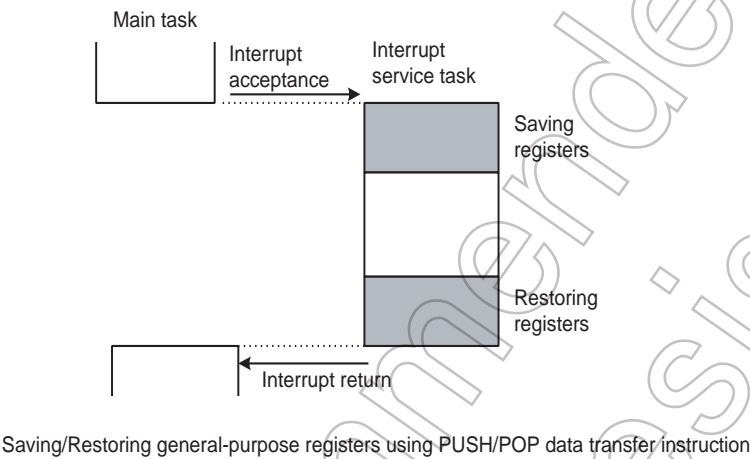 Main task
Interrupt
acceptance
Interrupt
service task
Saving
registers
Restoring
registers
Interrupt return
Saving/Restoring general-purpose registers using PUSH/POP data transfer instruction